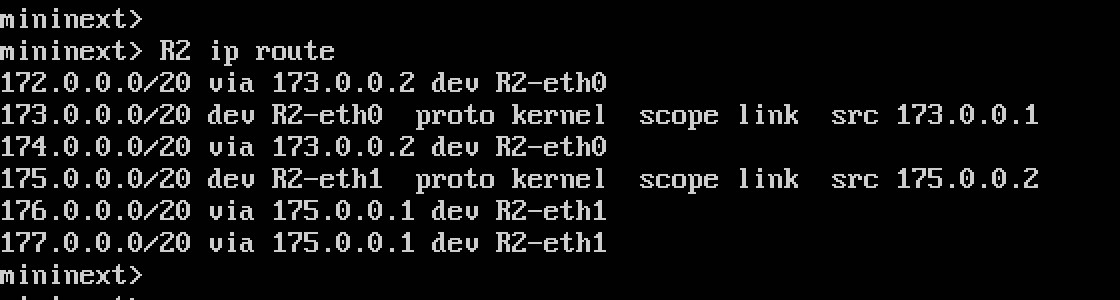 mininext>
mininext> R2 ip route
172.0.0.0/20 via 173.0.0.2 dev R2-eth0
173.0.0.0/20 dev R2-eth0  proto kernel  scope link  src 173.0.0.1
174.0.0.0/20 via 173.0.0.2 dev R2-eth0
175.0.0.0/20 dev R2-eth1  proto kernel  scope link  src 175.0.0.2
176.0.0.0/20 via 175.0.0.1 dev R2-eth1
177.0.0.0/20 via 175.0.0.1 dev R2-eth1
mininext>